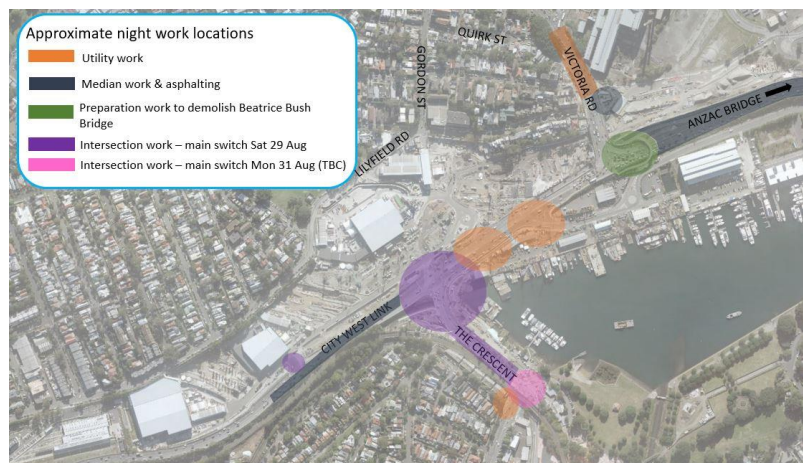 Approximate night work locations
Utility work
Median work & asphalting
Preparation work to demolish Beatrice Bush
Bridge
Intersection work – main switch Sat 29 Aug
Intersection work – main switch Mon 31 Aug (TBC)
QUIRK ST
GORDON ST
VICTORIA RD
ANZAC BRIDGE
LILYFIELD RD
CITY WEST LINK
THE CRESCENT